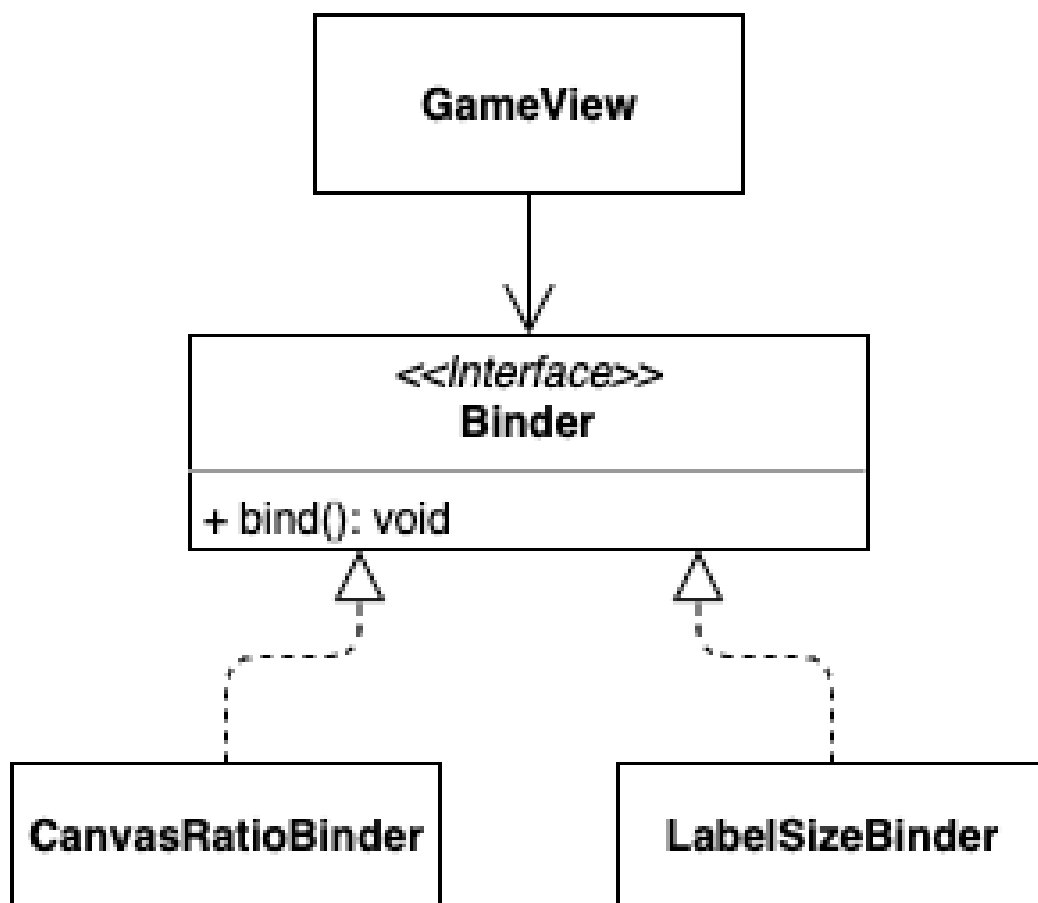 GameView
<<Interface>>
Binder
+ bind(): void
CanvasRatioBinder
LabelSizeBinder